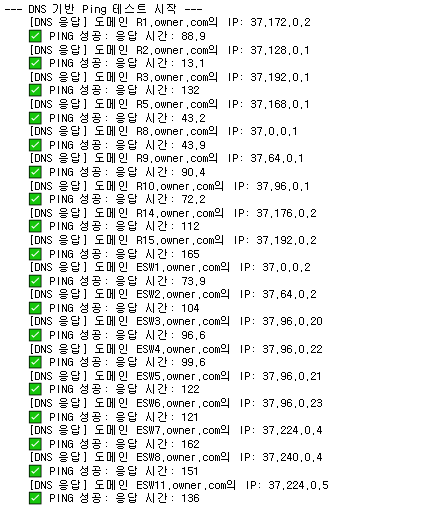 --- DNS 기반 Ping 테스트 시작 ---
[DNS 응답] 도메인 R1.owner.com의 IP: 37.172.0.2
✅ PING 성공: 응답 시간: 88.9
[DNS 응답] 도메인 R2.owner.com의 IP: 37.128.0.1
✅ PING 성공: 응답 시간: 13.1
[DNS 응답] 도메인 R3.owner.com의 IP: 37.192.0.1
✅ PING 성공: 응답 시간: 132
[DNS 응답] 도메인 R5.owner.com의 IP: 37.168.0.1
✅ PING 성공: 응답 시간: 43.2
[DNS 응답] 도메인 R8.owner.com의 IP: 37.0.0.1
✅ PING 성공: 응답 시간: 43.9
[DNS 응답] 도메인 R9.owner.com의 IP: 37.64.0.1
✅ PING 성공: 응답 시간: 90.4
[DNS 응답] 도메인 R10.owner.com의 IP: 37.96.0.1
✅ PING 성공: 응답 시간: 72.2
[DNS 응답] 도메인 R14.owner.com의 IP: 37.176.0.2
✅ PING 성공: 응답 시간: 112
[DNS 응답] 도메인 R15.owner.com의 IP: 37.192.0.2
✅ PING 성공: 응답 시간: 165
[DNS 응답] 도메인 ESW1.owner.com의 IP: 37.0.0.2
✅ PING 성공: 응답 시간: 73.9
[DNS 응답] 도메인 ESW2.owner.com의 IP: 37.64.0.2
✅ PING 성공: 응답 시간: 104
[DNS 응답] 도메인 ESW3.owner.com의 IP: 37.96.0.20
✅ PING 성공: 응답 시간: 96.6
[DNS 응답] 도메인 ESW4.owner.com의 IP: 37.96.0.22
✅ PING 성공: 응답 시간: 99.6
[DNS 응답] 도메인 ESW5.owner.com의 IP: 37.96.0.21
✅ PING 성공: 응답 시간: 122
[DNS 응답] 도메인 ESW6.owner.com의 IP: 37.96.0.23
✅ PING 성공: 응답 시간: 121
[DNS 응답] 도메인 ESW7.owner.com의 IP: 37.224.0.4
✅ PING 성공: 응답 시간: 162
[DNS 응답] 도메인 ESW8.owner.com의 IP: 37.240.0.4
✅ PING 성공: 응답 시간: 151
[DNS 응답] 도메인 ESW11.owner.com의 IP: 37.224.0.5
✅ PING 성공: 응답 시간: 136